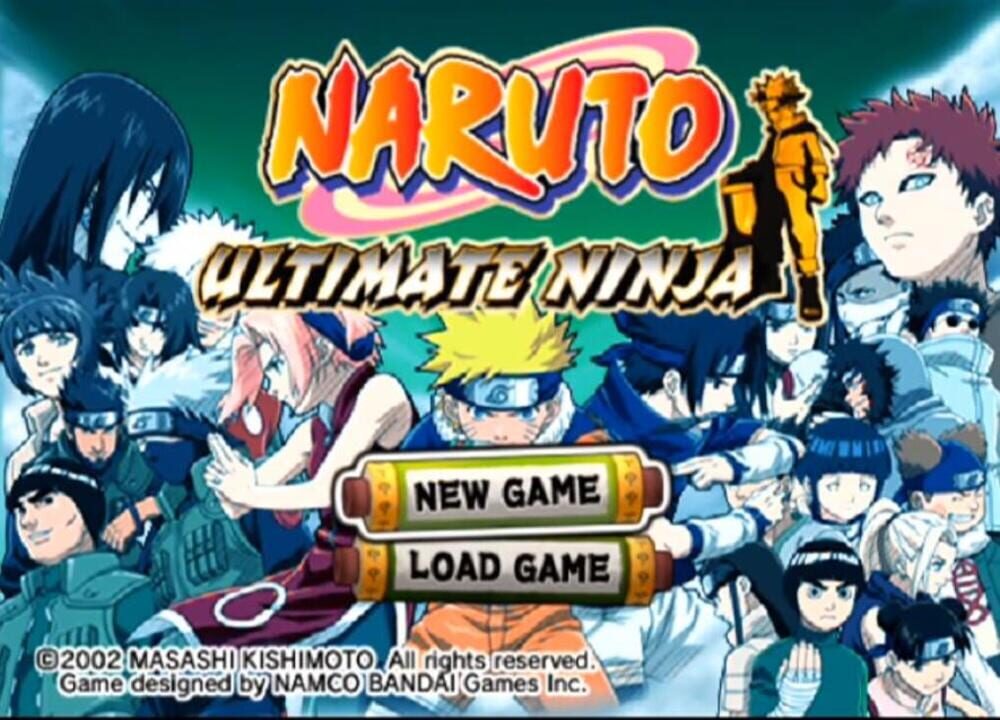 NARUTO
ULTIMATE NINJA
NEW GAME
LOAD GAME
©2002 MASASHI KISHIMOTO. All rights reserved.
Game designed by NAMCO BANDAI Games Inc.